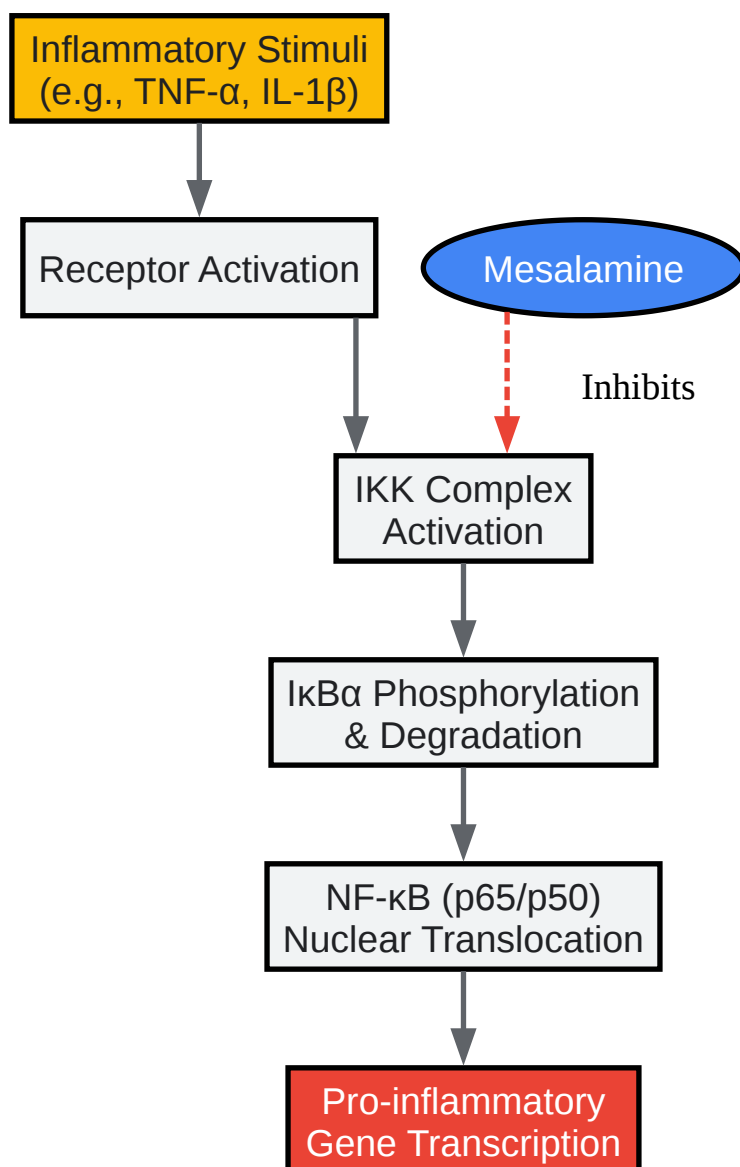 Inflammatory Stimuli
(e.g., TNF-α, IL-1β)
Receptor Activation
Mesalamine
Inhibits
IKK Complex
Activation
IκBα Phosphorylation
& Degradation
NF-κB (p65/p50)
Nuclear Translocation
Pro-inflammatory
Gene Transcription